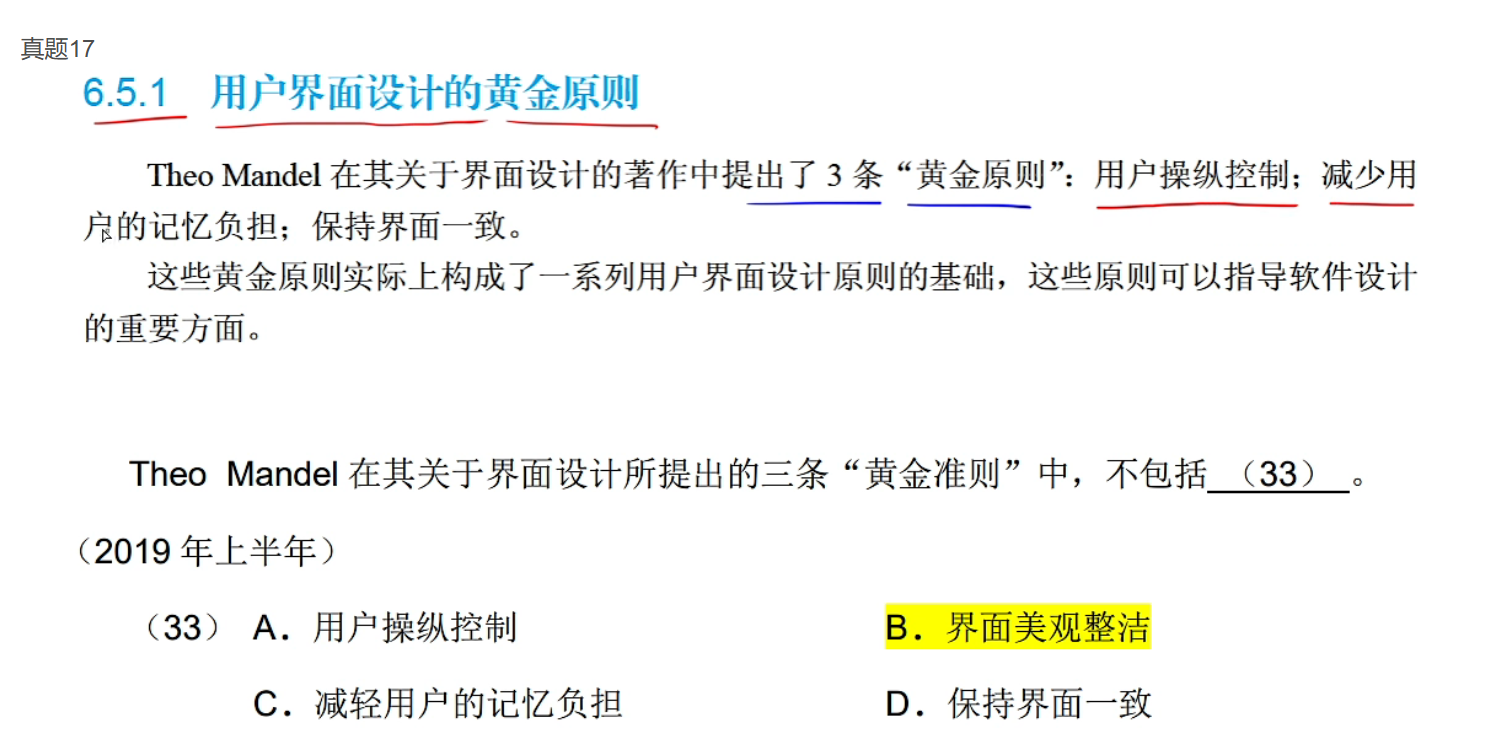 真题17
6.5.1 用户界面设计的黄金原则
Theo Mandel 在其关于界面设计的著作中提出了 3 条“黄金原则”：用户操纵控制；减少用
户的记忆负担；保持界面一致。
这些黄金原则实际上构成了一系列用户界面设计原则的基础，这些原则可以指导软件设计
的重要方面。
Theo Mandel 在其关于界面设计所提出的三条“黄金准则”中，不包括 （33） 。
（2019 年上半年）
（33） A．用户操纵控制 B．界面美观整洁
C．减轻用户的记忆负担 D．保持界面一致